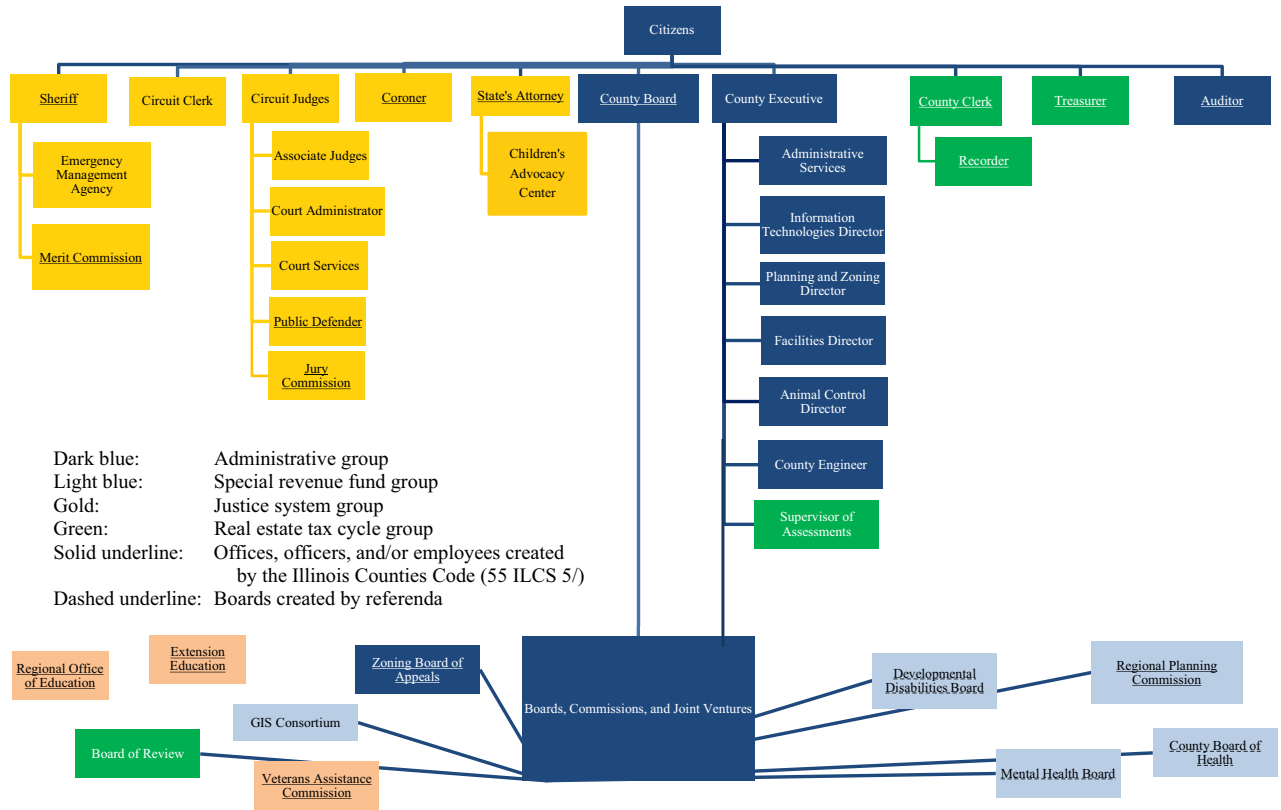 Citizens
Sheriff
Circuit Clerk
Circuit Judges
Coroner
State's Attorney
County Board
County Executive
County Clerk
Treasurer
Auditor
Emergency
Management
Agency
Merit Commission
Associate Judges
Court Administrator
Court Services
Public Defender
Jury
Commission
Children's
Advocacy
Center
Administrative
Services
Information
Technologies Director
Planning and Zoning
Director
Facilities Director
Animal Control
Director
County Engineer
Supervisor of
Assessments
Recorder
Dark blue: Administrative group
Light blue: Special revenue fund group
Gold: Justice system group
Green: Real estate tax cycle group
Solid underline: Offices, officers, and/or employees created
by the Illinois Counties Code (55 ILCS 5/)
Dashed underline: Boards created by referenda
Regional Office
of Education
Extension
Education
Zoning Board of
Appeals
GIS Consortium
Board of Review
Veterans Assistance
Commission
Boards, Commissions, and Joint Ventures
Developmental
Disabilities Board
Regional Planning
Commission
Mental Health Board
County Board of
Health